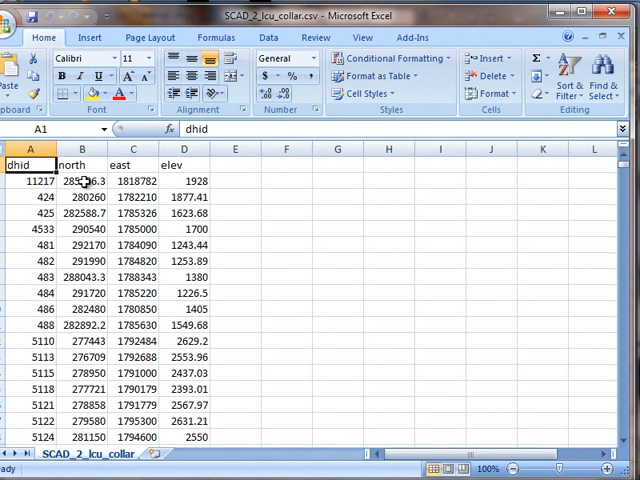 SCAD_2_lcu_collar.csv - Microsoft Excel
Home Insert Page Layout Formulas Data Review View Add-Ins
Paste
Calibri 11
B I U A A
General
$ % ,
Conditional Formatting
Format as Table
Cell Styles
Insert
Delete
Format
Σ
Sort & Filter
Find & Select
Font Alignment Number Styles Cells Editing
A1 dhid
A B C D E F G H I J K L
dhid north east elev
11217 1818782 1928
424 280260 1782210 1877.41
425 282588.7 1785326 1623.68
4533 290540 1785000 1700
481 292170 1784090 1243.44
482 291990 1784820 1253.89
483 288043.3 1788343 1380
484 291720 1785220 1226.5
486 282480 1780850 1405
488 282892.2 1785630 1549.68
5110 277443 1792484 2629.2
5113 276709 1792688 2553.96
5115 278950 1791000 2437.03
5118 277721 1790179 2393.01
5121 278858 1791779 2567.97
5122 279580 1795300 2631.21
5124 281150 1794600 2550
SCAD_2_lcu_collar
100%